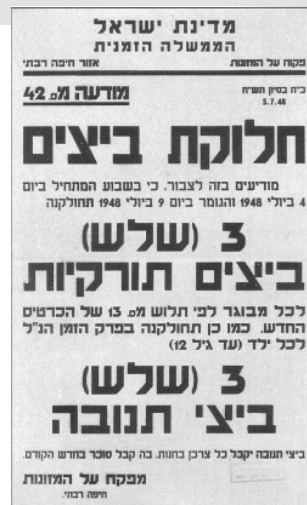 מדינת ישראל
הממשלה הזמנית
מפקח על המזונות
אזור חיפה רבתי
כ״ח בסיון תש״ח
5.7.48
מודעה מס. 42
חלוקת ביצים
מודיעים בזה לצבור, כי בשבוע המתחיל ביום
4 ביולי 1948 והגומר ביום 9 ביולי 1948 תחולקנה
3 (שלש)
ביצים תורקיות
לכל מבוגר לפי תלוש מס. 13 של הכרטיס
החדש. כמו כן תחולקנה בפרק הזמן הנ״ל
לכל ילד (עד גיל 12)
3 (שלש)
ביצי תנובה
ביצי תנובה יקבל כל צרכן בחנות, בה קבל סוכר בחדש הקודם.
מפקח על המזונות
חיפה רבתי.